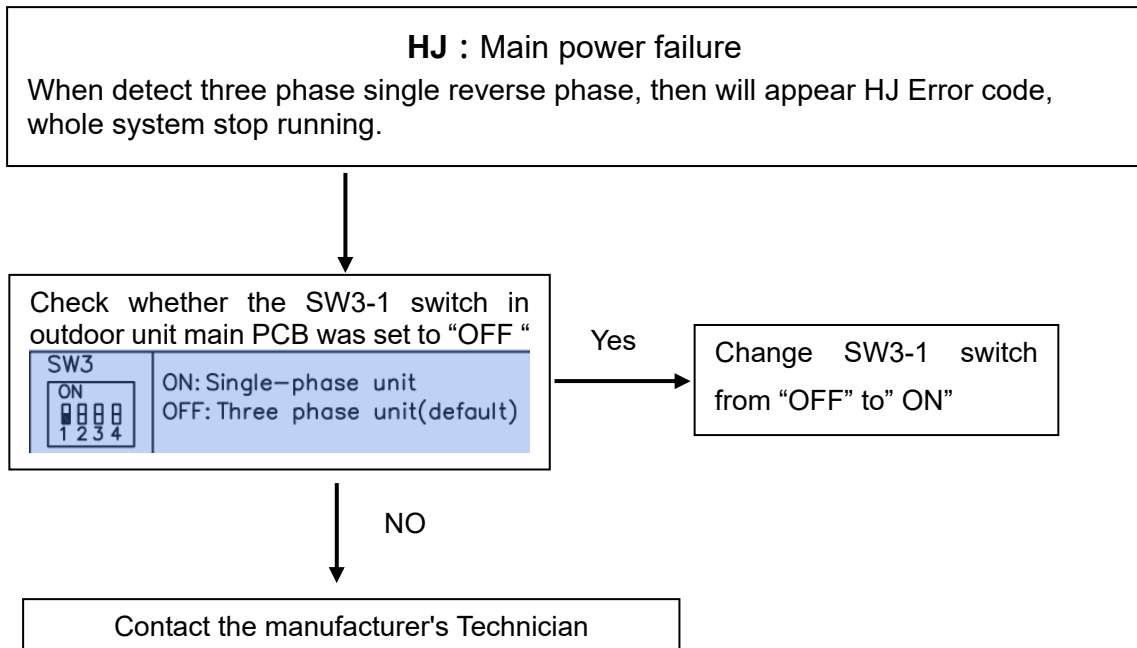 HJ：Main power failure
When detect three phase single reverse phase, then will appear HJ Error code,
whole system stop running.
Check whether the SW3-1 switch in
outdoor unit main PCB was set to “OFF “
SW3
ON
1 2 3 4
ON: Single-phase unit
OFF: Three phase unit(default)
Yes
Change SW3-1 switch
from “OFF” to” ON”
NO
Contact the manufacturer's Technician